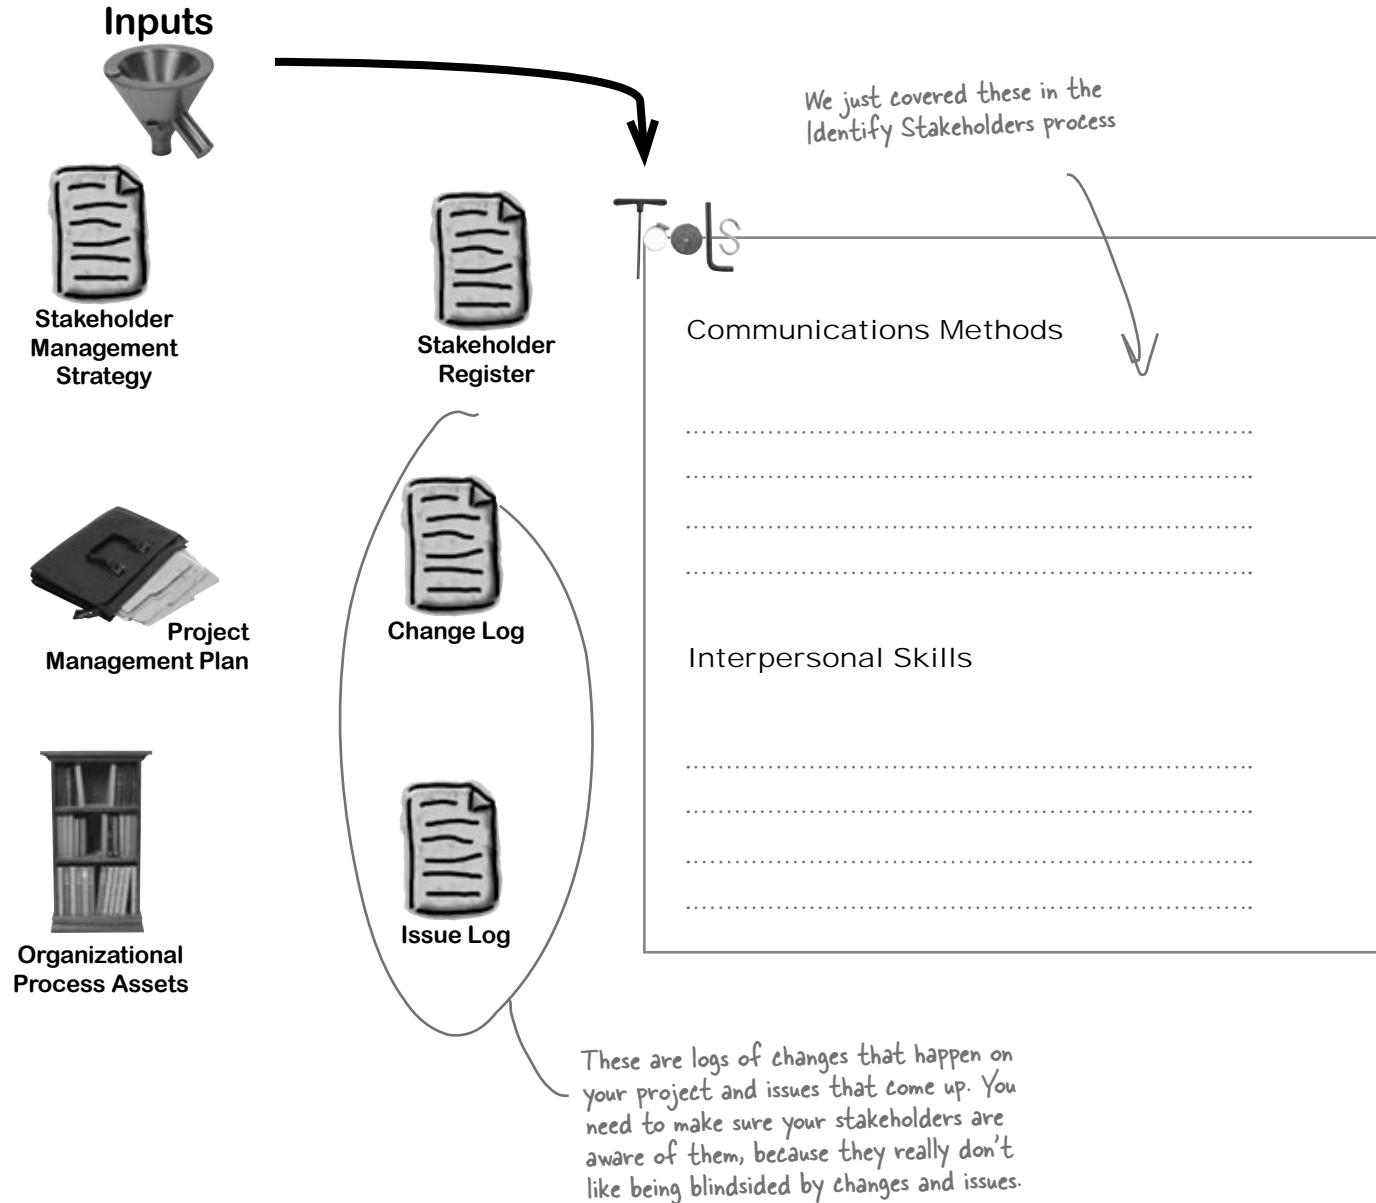 Inputs
We just covered these in the
Identify Stakeholders process
Tools
Stakeholder
Management
Strategy
Stakeholder
Register
Communications Methods
Project
Management Plan
Change Log
Interpersonal Skills
Organizational
Process Assets
Issue Log
These are logs of changes that happen on
your project and issues that come up. You
need to make sure your stakeholders are
aware of them, because they really don't
like being blindsided by changes and issues.